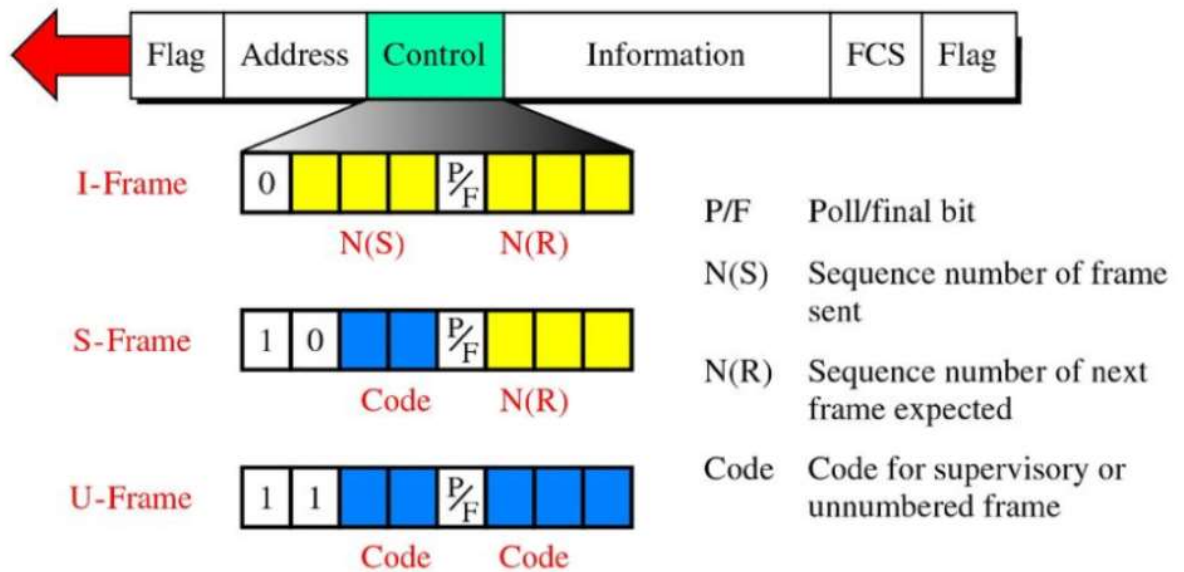 Flag Address Control Information FCS Flag
I-Frame 0 P/F
N(S) N(R)
P/F Poll/final bit
N(S) Sequence number of frame
sent
S-Frame 1 0 P/F
Code N(R)
N(R) Sequence number of next
frame expected
U-Frame 1 1 P/F
Code Code
Code Code for supervisory or
unnumbered frame